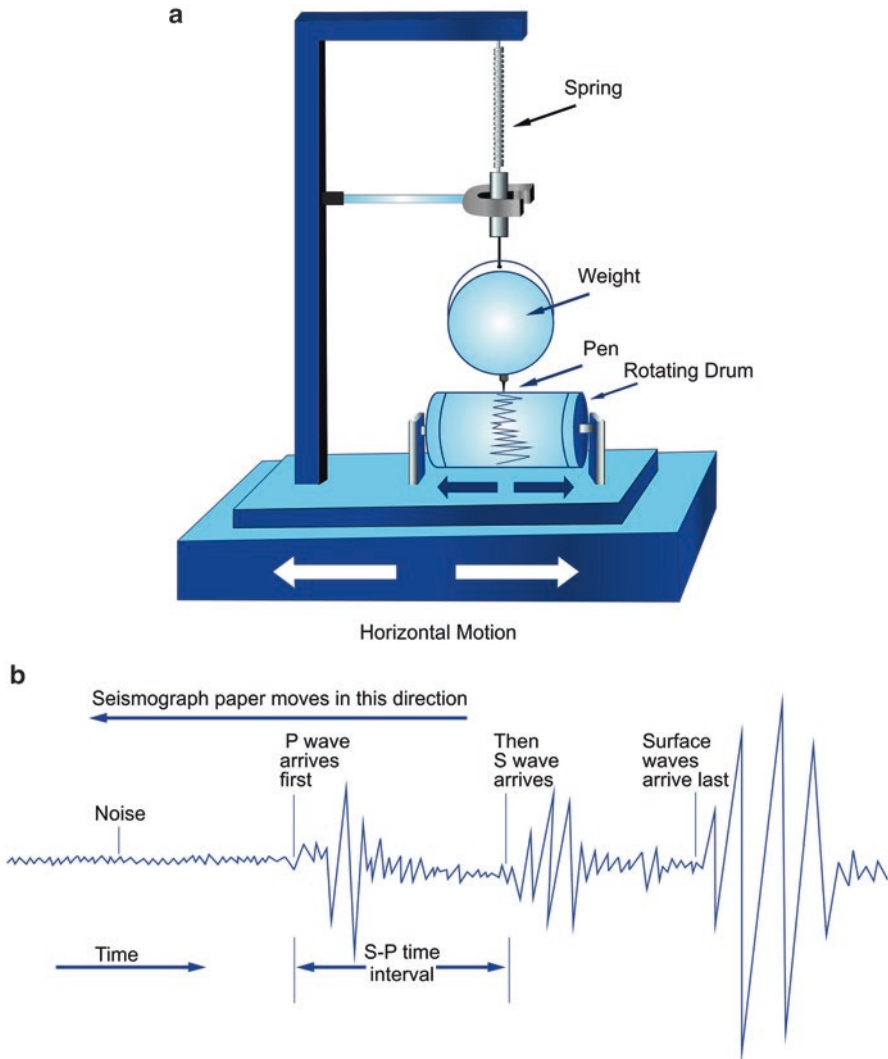 a
Spring
Weight
Pen
Rotating Drum
Horizontal Motion
b
Seismograph paper moves in this direction
P wave
arrives
first
Then
S wave
arrives
Surface
waves
arrive last
Noise
Time
S-P time
interval